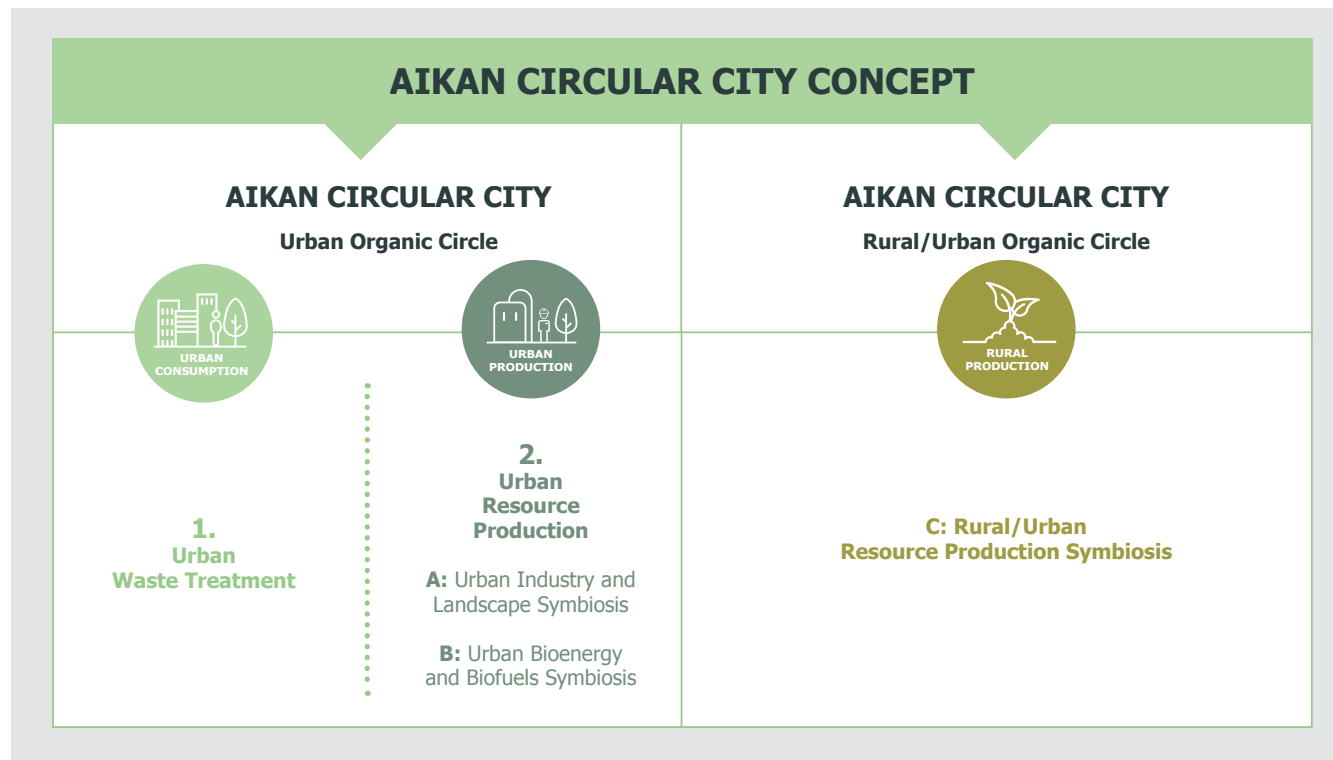 AIKAN CIRCULAR CITY CONCEPT
AIKAN CIRCULAR CITY
Urban Organic Circle
URBAN
CONSUMPTION
URBAN
PRODUCTION
1.
Urban
Waste Treatment
2.
Urban
Resource
Production
A: Urban Industry and
Landscape Symbiosis
B: Urban Bioenergy
and Biofuels Symbiosis
AIKAN CIRCULAR CITY
Rural/Urban Organic Circle
RURAL
PRODUCTION
C: Rural/Urban
Resource Production Symbiosis